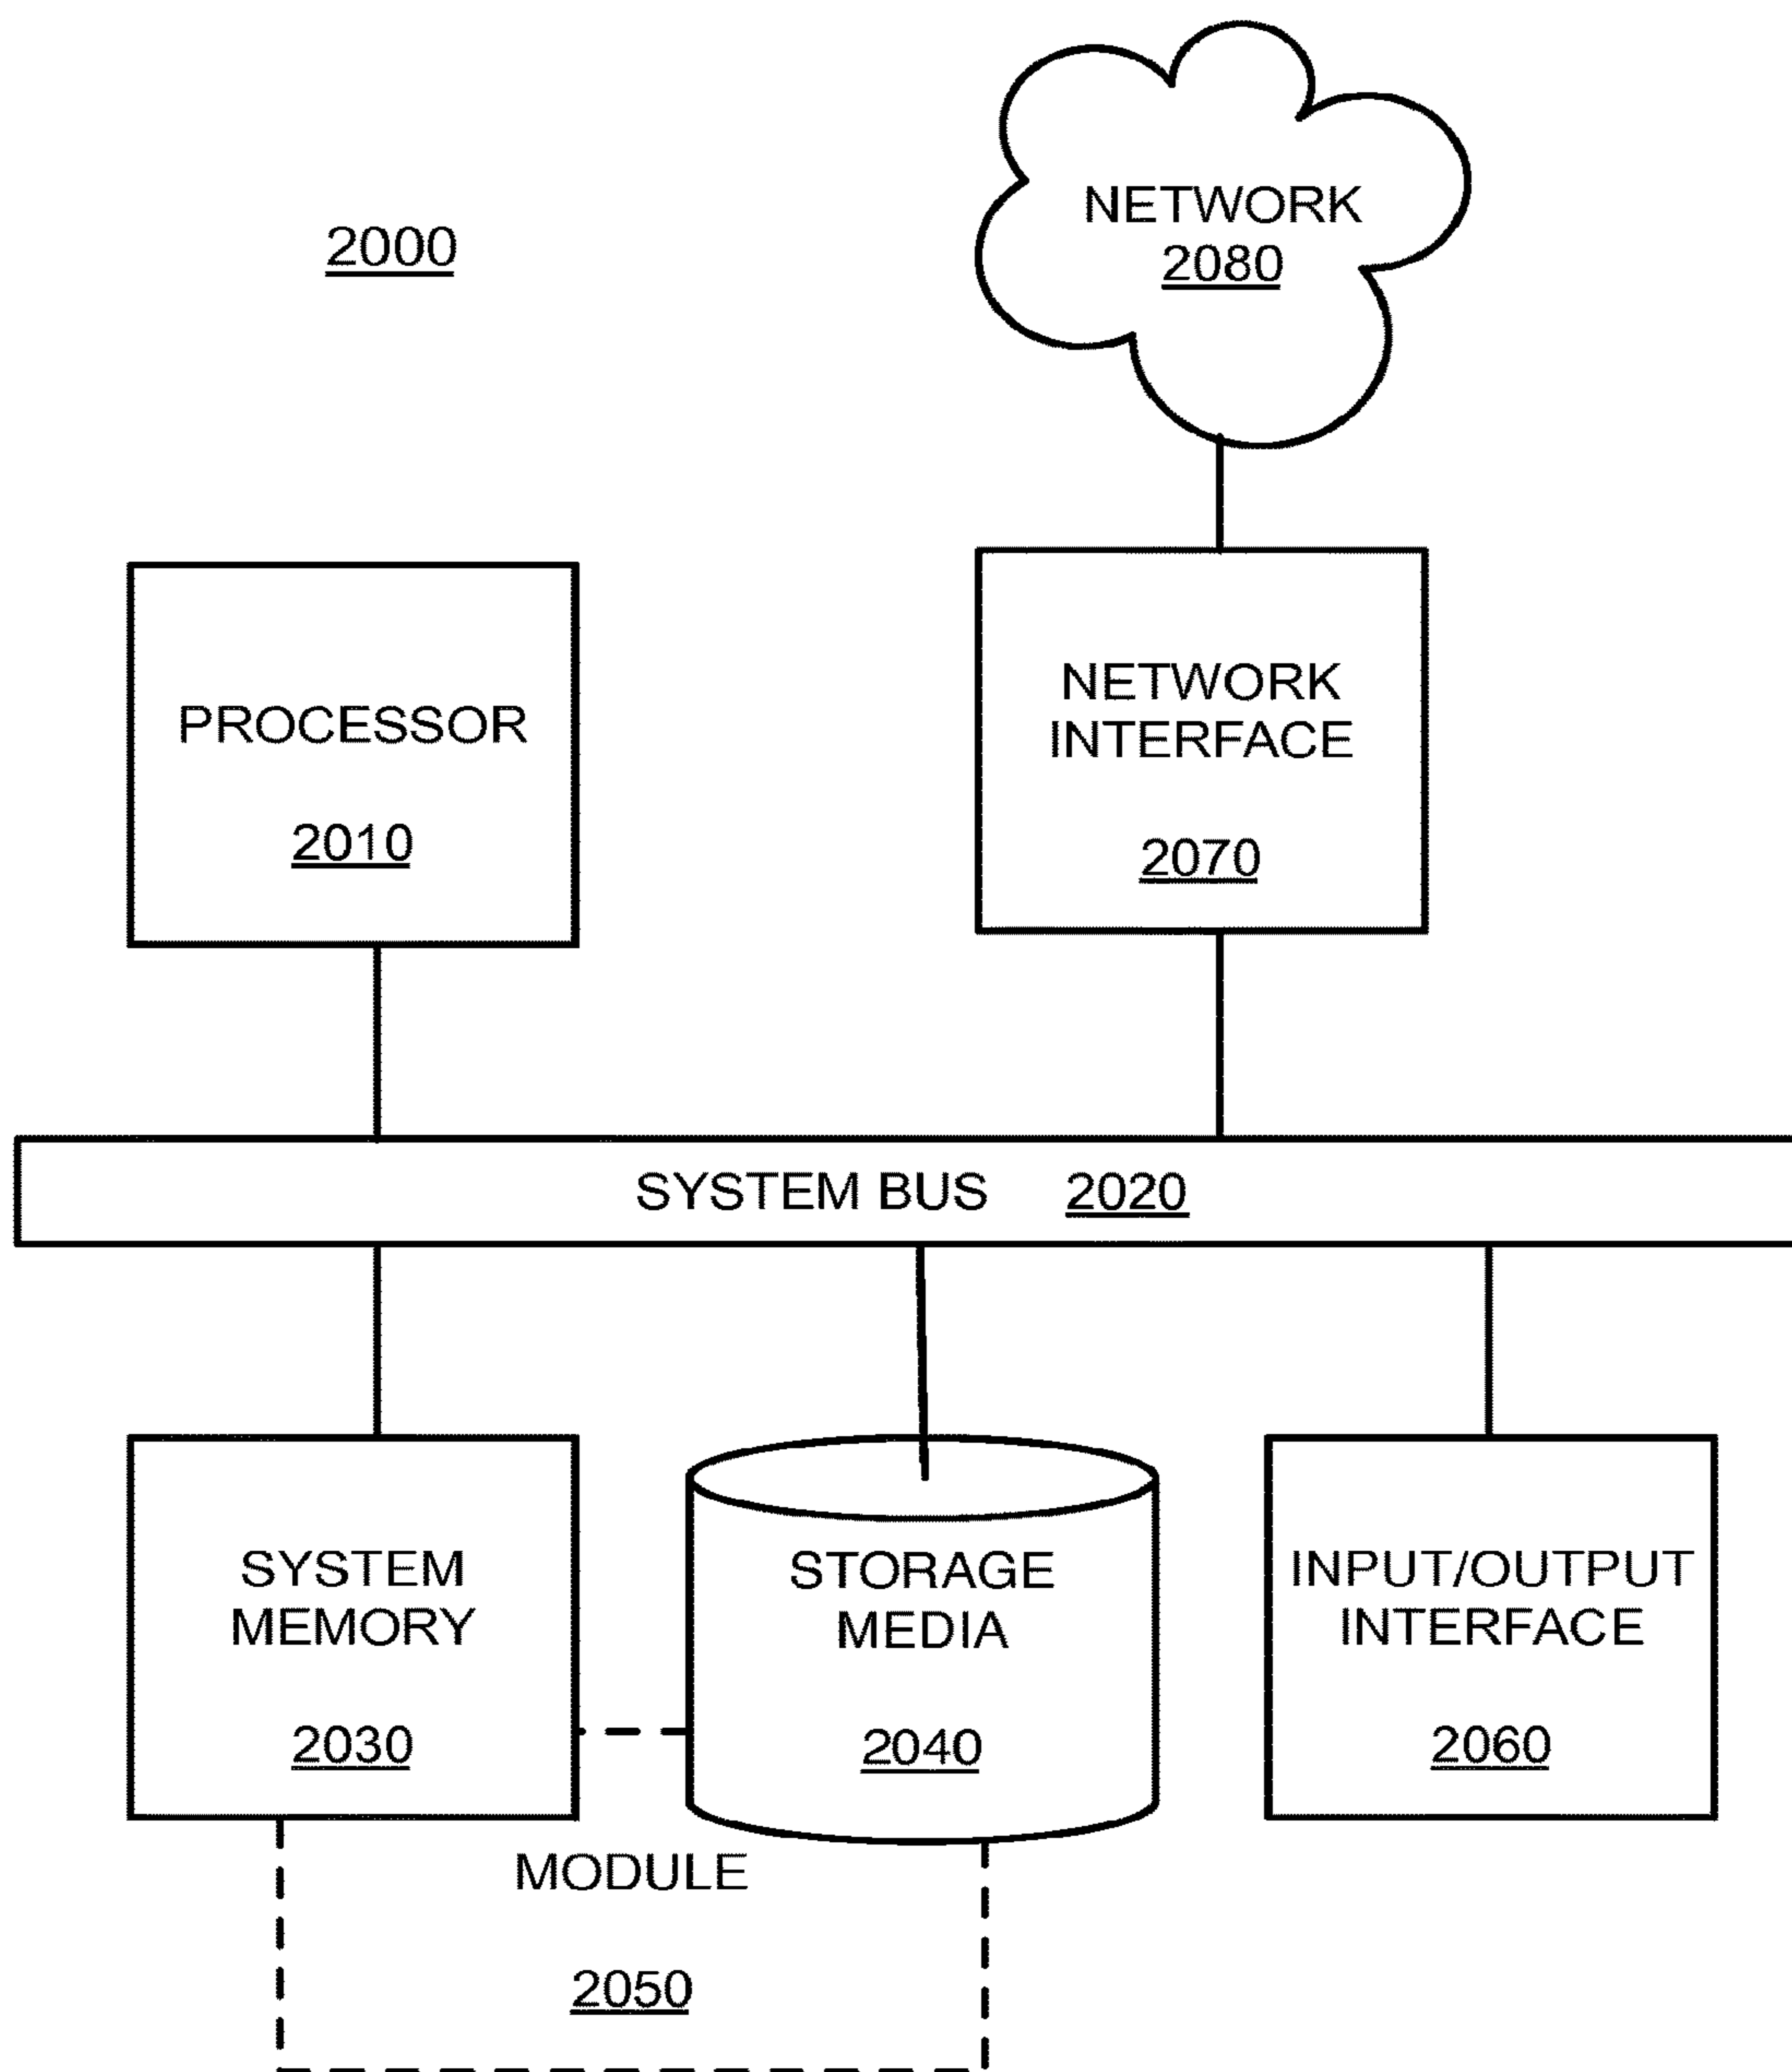 2000
NETWORK
2080
PROCESSOR
2010
NETWORK
INTERFACE
2070
SYSTEM BUS 2020
SYSTEM
MEMORY
2030
STORAGE
MEDIA
2040
INPUT/OUTPUT
INTERFACE
2060
MODULE
2050